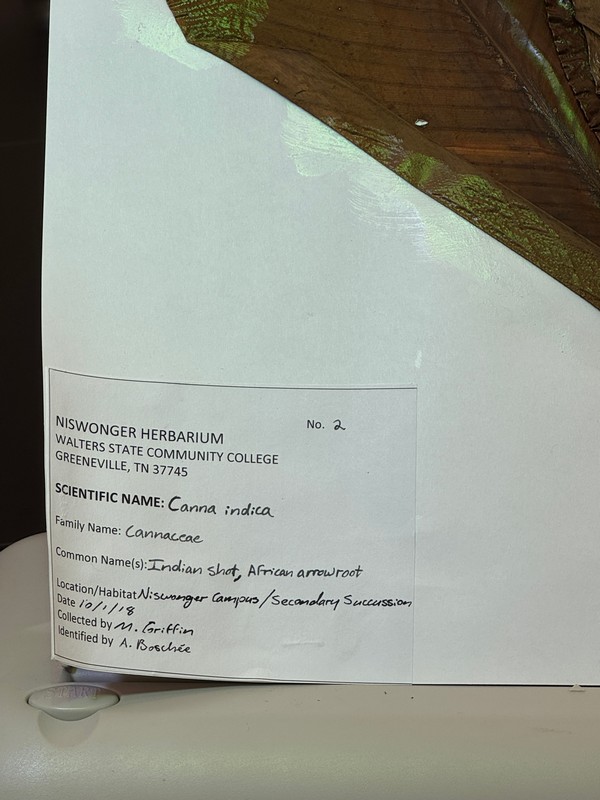 NISWONGER HERBARIUM
No. 2
WALTERS STATE COMMUNITY COLLEGE
GREENEVILLE, TN 37745
SCIENTIFIC NAME: Canna indica
Family Name: Cannaceae
Common Name(s): Indian shot, African arrowroot
Location/Habitat Niswonger Campus/Secondary Succussion
Date 10/1/18
Collected by M. Griffin
Identified by A. Boschée